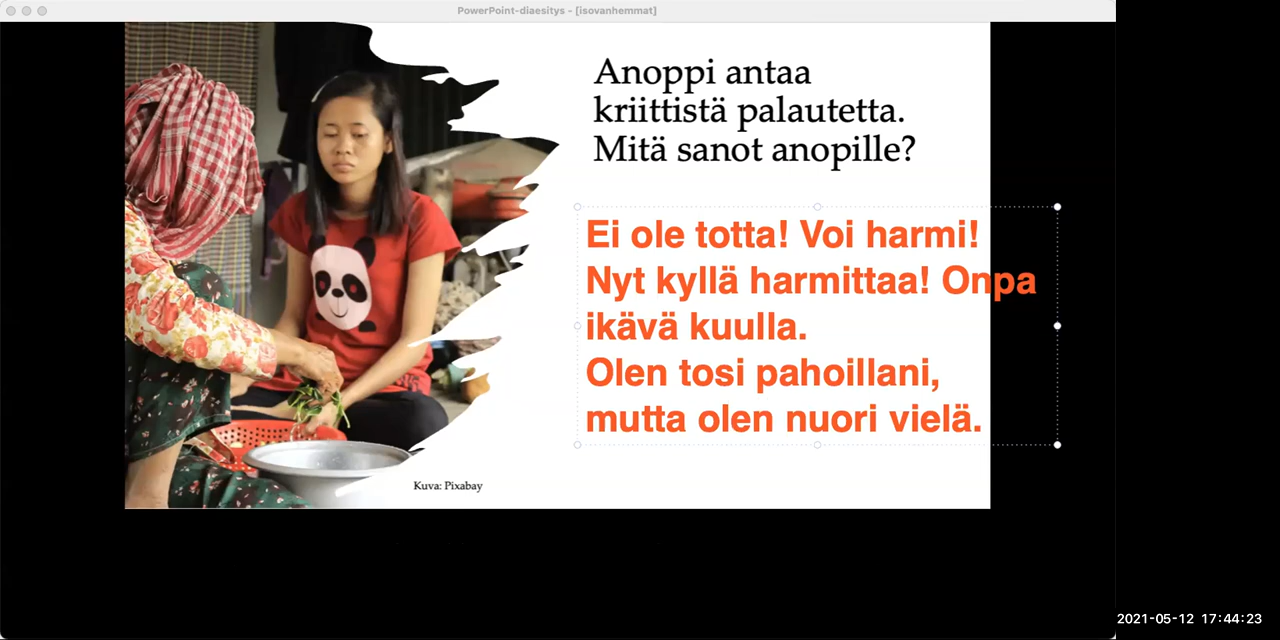 PowerPoint-diaesitys - [isovanhemmat]
Anoppi antaa
kriittistä palautetta.
Mitä sanot anopille?
Ei ole totta! Voi harmi!
Nyt kyllä harmittaa! Onpa
ikävä kuulla.
Olen tosi pahoillani,
mutta olen nuori vielä.
Kuva: Pixabay
2021-05-12 17:44:23